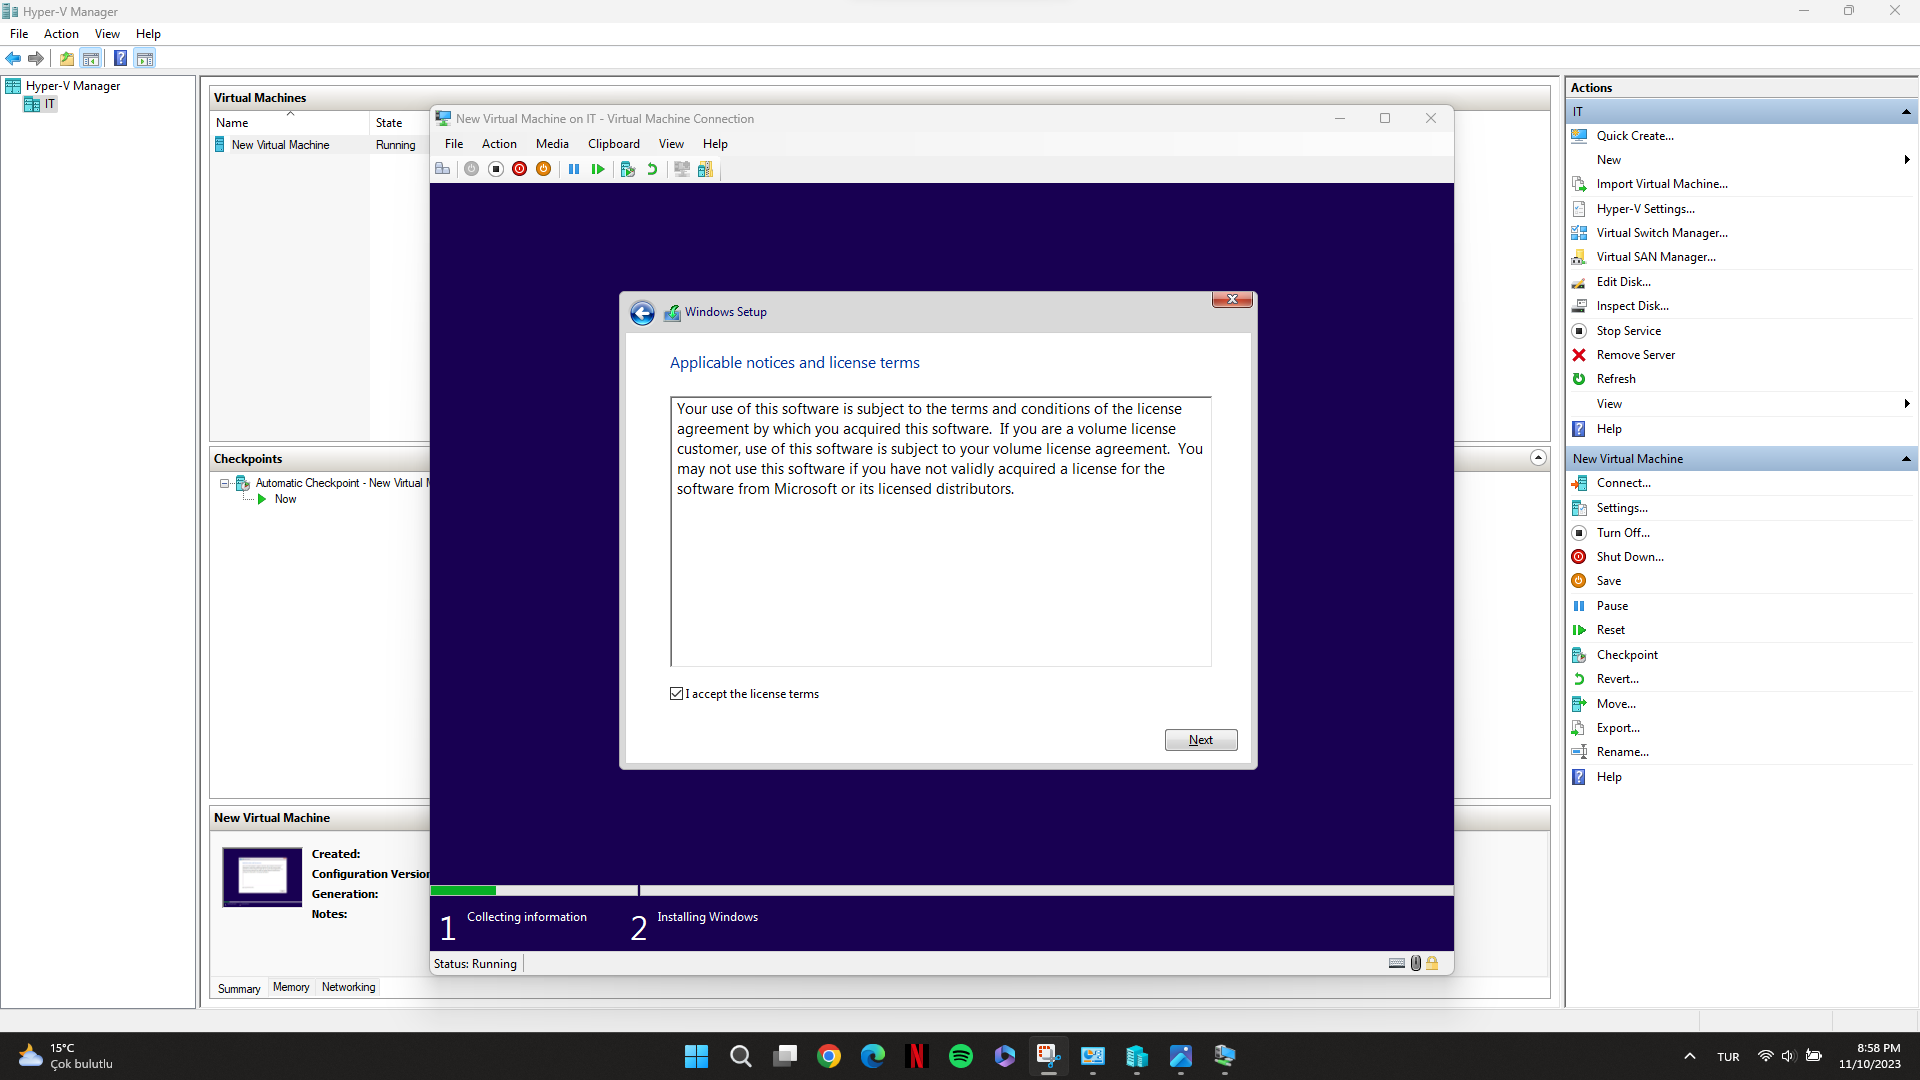 Hyper-V Manager
File Action View Help
Hyper-V Manager
IT
Virtual Machines
Name State
New Virtual Machine Running
Checkpoints
Automatic Checkpoint - New Virtual M
Now
New Virtual Machine
Created:
Configuration Version
Generation:
Notes:
Summary Memory Networking
New Virtual Machine on IT - Virtual Machine Connection
File Action Media Clipboard View Help
Windows Setup
Applicable notices and license terms
Your use of this software is subject to the terms and conditions of the license
agreement by which you acquired this software. If you are a volume license
customer, use of this software is subject to your volume license agreement. You
may not use this software if you have not validly acquired a license for the
software from Microsoft or its licensed distributors.
I accept the license terms
Next
1 Collecting information 2 Installing Windows
Status: Running
Actions
IT
Quick Create...
New
Import Virtual Machine...
Hyper-V Settings...
Virtual Switch Manager...
Virtual SAN Manager...
Edit Disk...
Inspect Disk...
Stop Service
Remove Server
Refresh
View
Help
New Virtual Machine
Connect...
Settings...
Turn Off...
Shut Down...
Save
Pause
Reset
Checkpoint
Revert...
Move...
Export...
Rename...
Help
15°C
Çok bulutlu
TUR
8:58 PM
11/10/2023